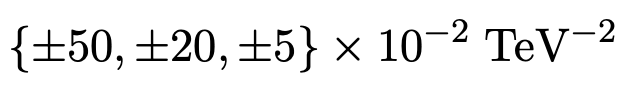 {±50, ±20, ±5} × 10⁻² TeV⁻²